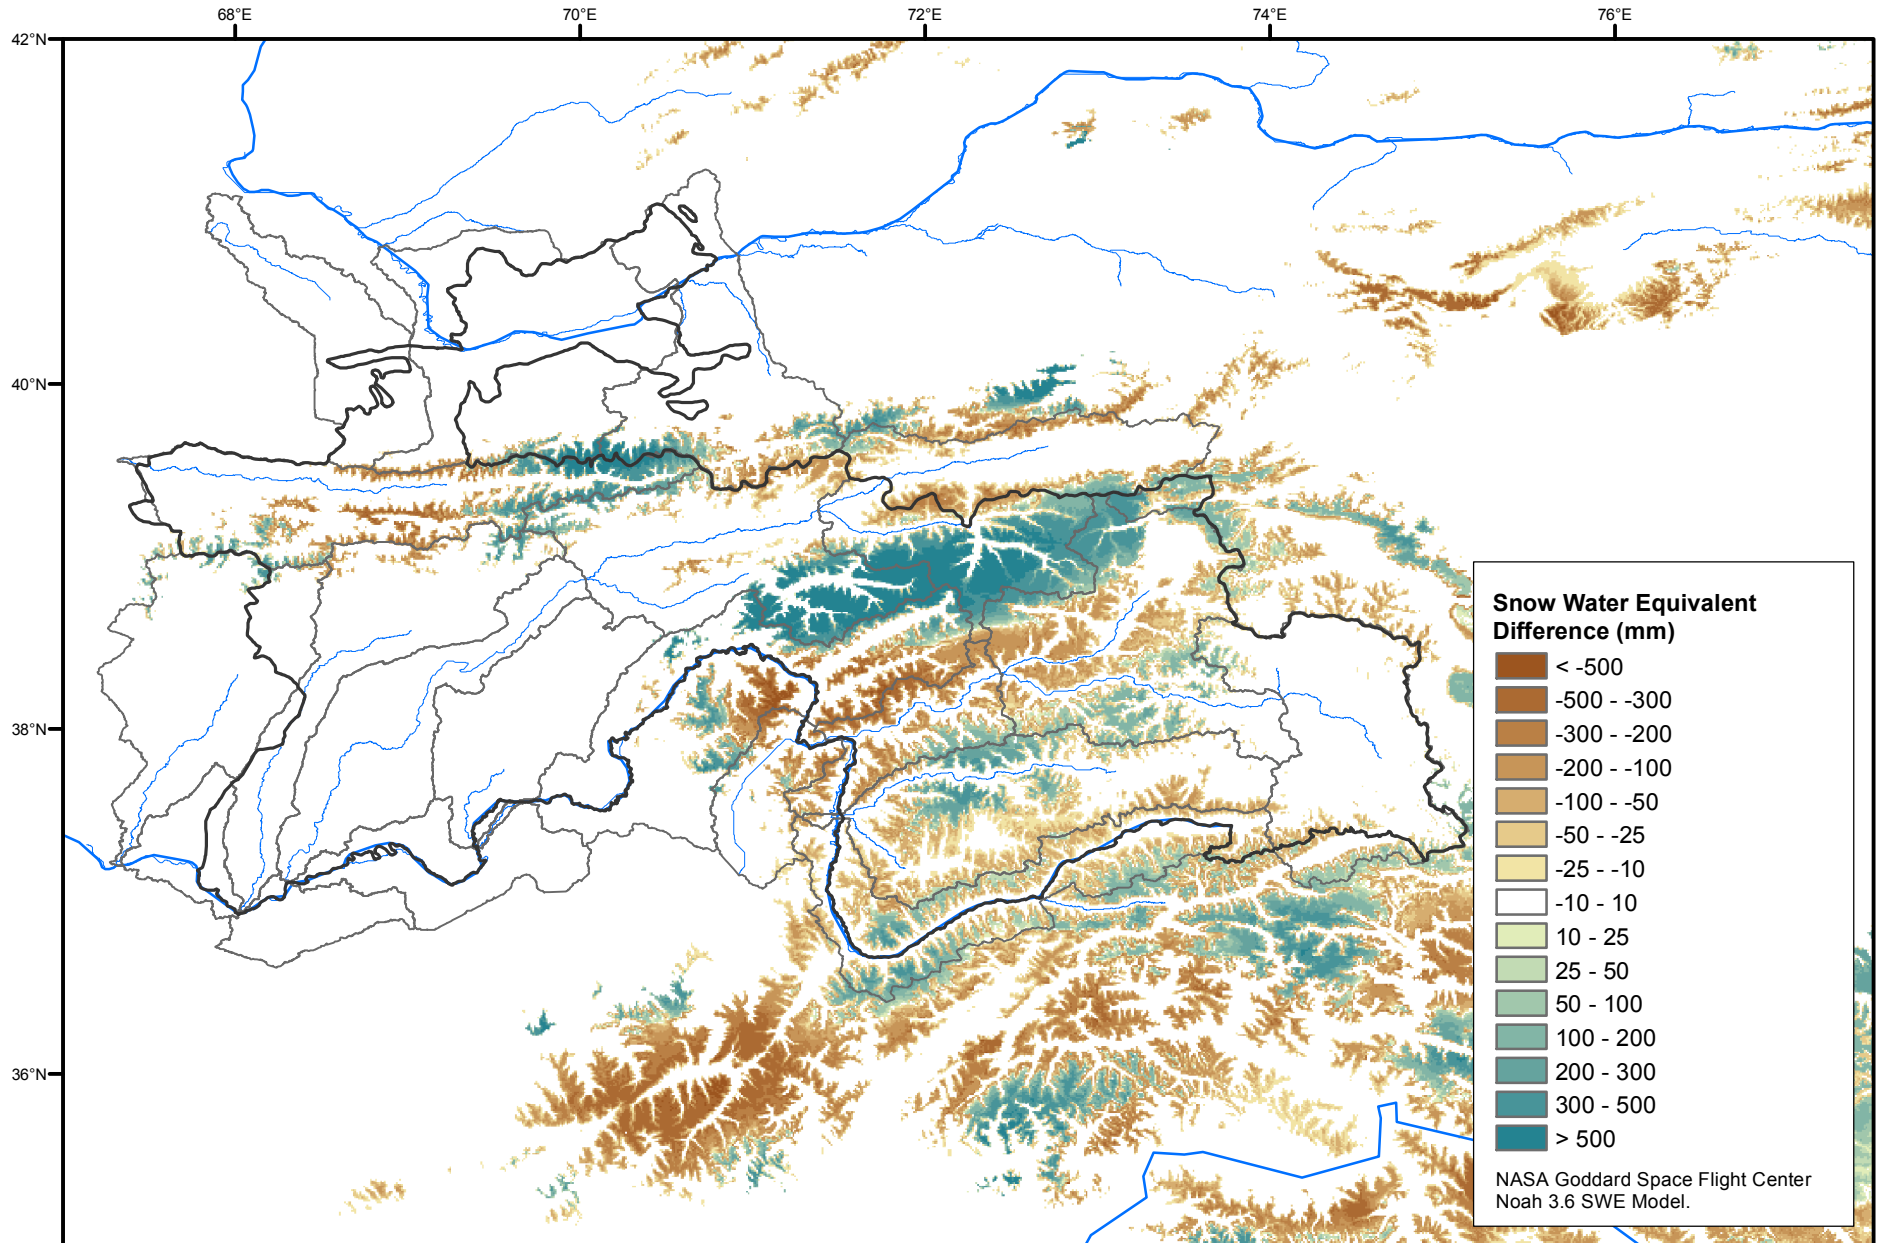 68°E 70°E 72°E 74°E 76°E
42°N
40°N
38°N
36°N
Snow Water Equivalent
Difference (mm)
< -500
-500 - -300
-300 - -200
-200 - -100
-100 - -50
-50 - -25
-25 - -10
-10 - 10
10 - 25
25 - 50
50 - 100
100 - 200
200 - 300
300 - 500
> 500
NASA Goddard Space Flight Center
Noah 3.6 SWE Model.